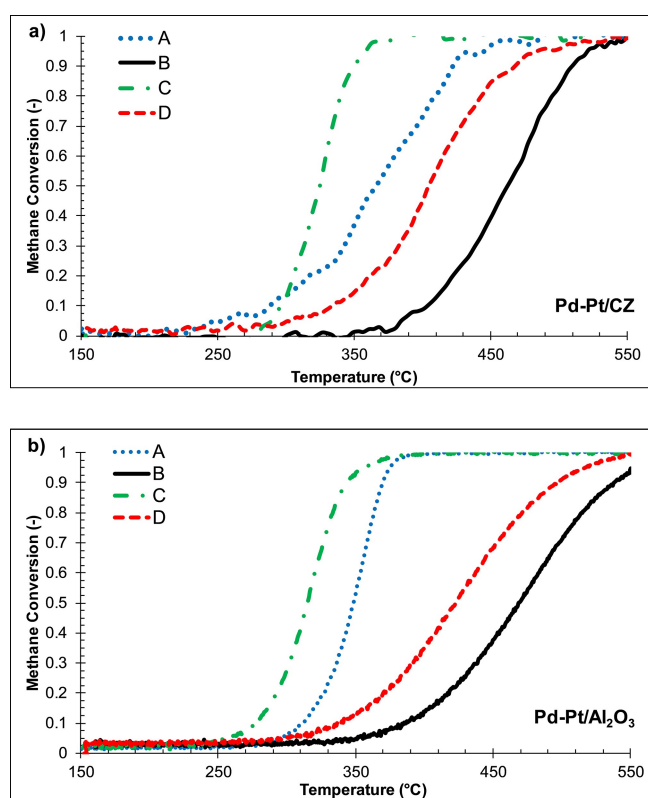 a)
A
B
C
D
1
0.9
0.8
0.7
0.6
0.5
0.4
0.3
0.2
0.1
0
Methane Conversion (-)
Pd-Pt/CZ
150 250 350 450 550
Temperature (°C)
b)
A
B
C
D
1
0.9
0.8
0.7
0.6
0.5
0.4
0.3
0.2
0.1
0
Methane Conversion (-)
Pd-Pt/Al₂O₃
150 250 350 450 550
Temperature (°C)